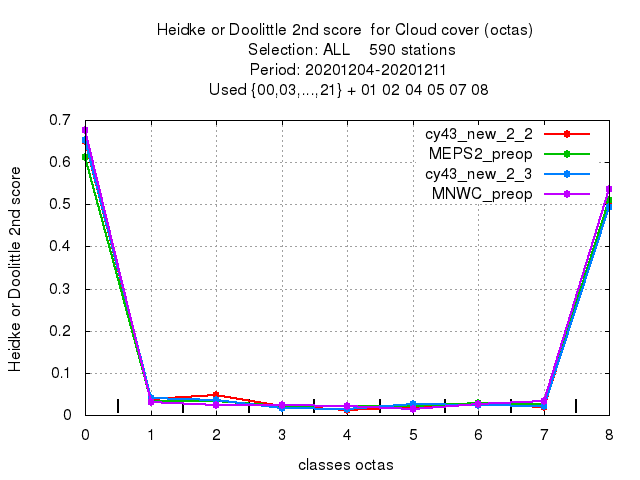 Heidke or Doolittle 2nd score  for Cloud cover (octas)
Selection: ALL    590 stations
Period: 20201204-20201211
Used {00,03,...,21} + 01 02 04 05 07 08
Heidke or Doolittle 2nd score
0.7
0.6
0.5
0.4
0.3
0.2
0.1
0
cy43_new_2_2
MEPS2_preop
cy43_new_2_3
MNWC_preop
0 1 2 3 4 5 6 7 8
classes octas